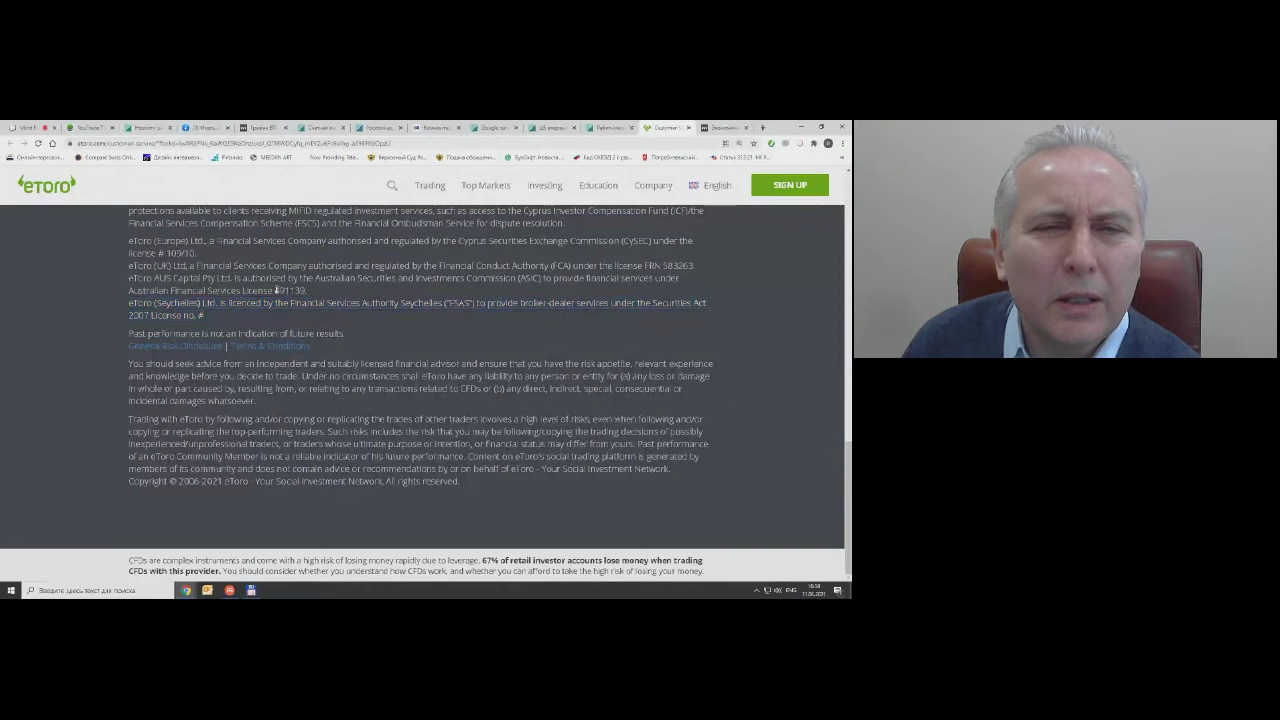 eToro
Trading
Top Markets
Investing
Education
Company
English
SIGN UP
protections available to clients receiving MiFID regulated investment services, such as access to the Cyprus Investor Compensation Fund (ICF)/the
Financial Services Compensation Scheme (FSCS) and the Financial Ombudsman Service for dispute resolution.
eToro (Europe) Ltd., a Financial Services Company authorised and regulated by the Cyprus Securities Exchange Commission (CySEC) under the
license # 109/10.
eToro (UK) Ltd, a Financial Services Company authorised and regulated by the Financial Conduct Authority (FCA) under the license FRN 583263.
eToro AUS Capital Pty Ltd. is authorised by the Australian Securities and Investments Commission (ASIC) to provide financial services under
Australian Financial Services License 491139.
eToro (Seychelles) Ltd. is licenced by the Financial Services Authority Seychelles ("FSAS") to provide broker-dealer services under the Securities Act
2007 License no. #
Past performance is not an indication of future results.
General Risk Disclosure | Terms & Conditions
You should seek advice from an independent and suitably licensed financial advisor and ensure that you have the risk appetite, relevant experience
and knowledge before you decide to trade. Under no circumstances shall eToro have any liability to any person or entity for (a) any loss or damage
in whole or part caused by, resulting from, or relating to any transactions related to CFDs or (b) any direct, indirect, special, consequential or
incidental damages whatsoever.
Trading with eToro by following and/or copying or replicating the trades of other traders involves a high level of risks, even when following and/or
copying or replicating the top-performing traders. Such risks includes the risk that you may be following/copying the trading decisions of possibly
inexperienced/unprofessional traders, or traders whose ultimate purpose or intention, or financial status may differ from yours. Past performance
of an eToro Community Member is not a reliable indicator of his future performance. Content on eToro's social trading platform is generated by
members of its community and does not contain advice or recommendations by or on behalf of eToro - Your Social Investment Network.
Copyright © 2006-2021 eToro - Your Social Investment Network, All rights reserved.
CFDs are complex instruments and come with a high risk of losing money rapidly due to leverage. 67% of retail investor accounts lose money when trading
CFDs with this provider. You should consider whether you understand how CFDs work, and whether you can afford to take the high risk of losing your money.
Введите здесь текст для поиска
ENG